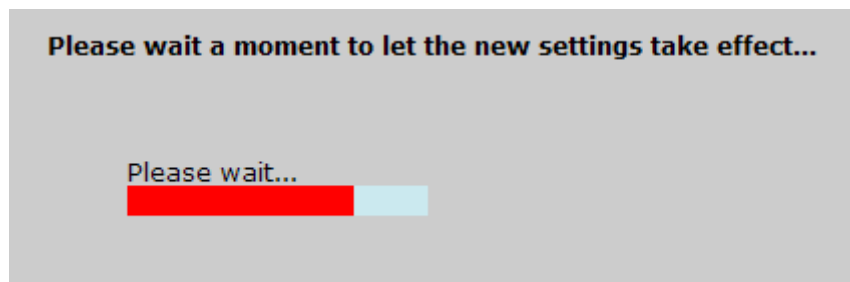 Please wait a moment to let the new settings take effect...
Please wait...